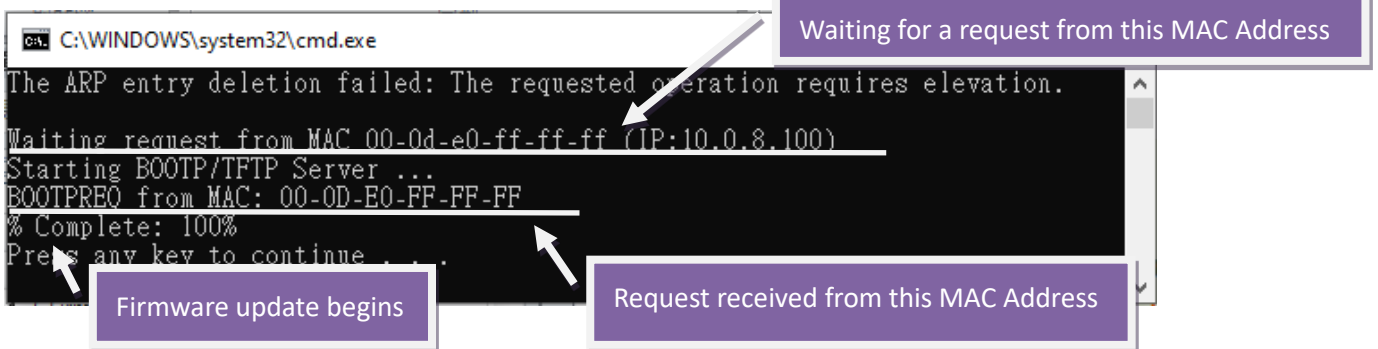 Waiting for a request from this MAC Address
C:\WINDOWS\system32\cmd.exe
The ARP entry deletion failed: The requested operation requires elevation.
Waiting request from MAC 00-0d-e0-ff-ff-ff (IP:10.0.8.100)
Starting BOOTP/TFTP Server ...
BOOTPREQ from MAC: 00-0D-E0-FF-FF-FF
% Complete: 100%
Press any key to continue . . .
Firmware update begins
Request received from this MAC Address